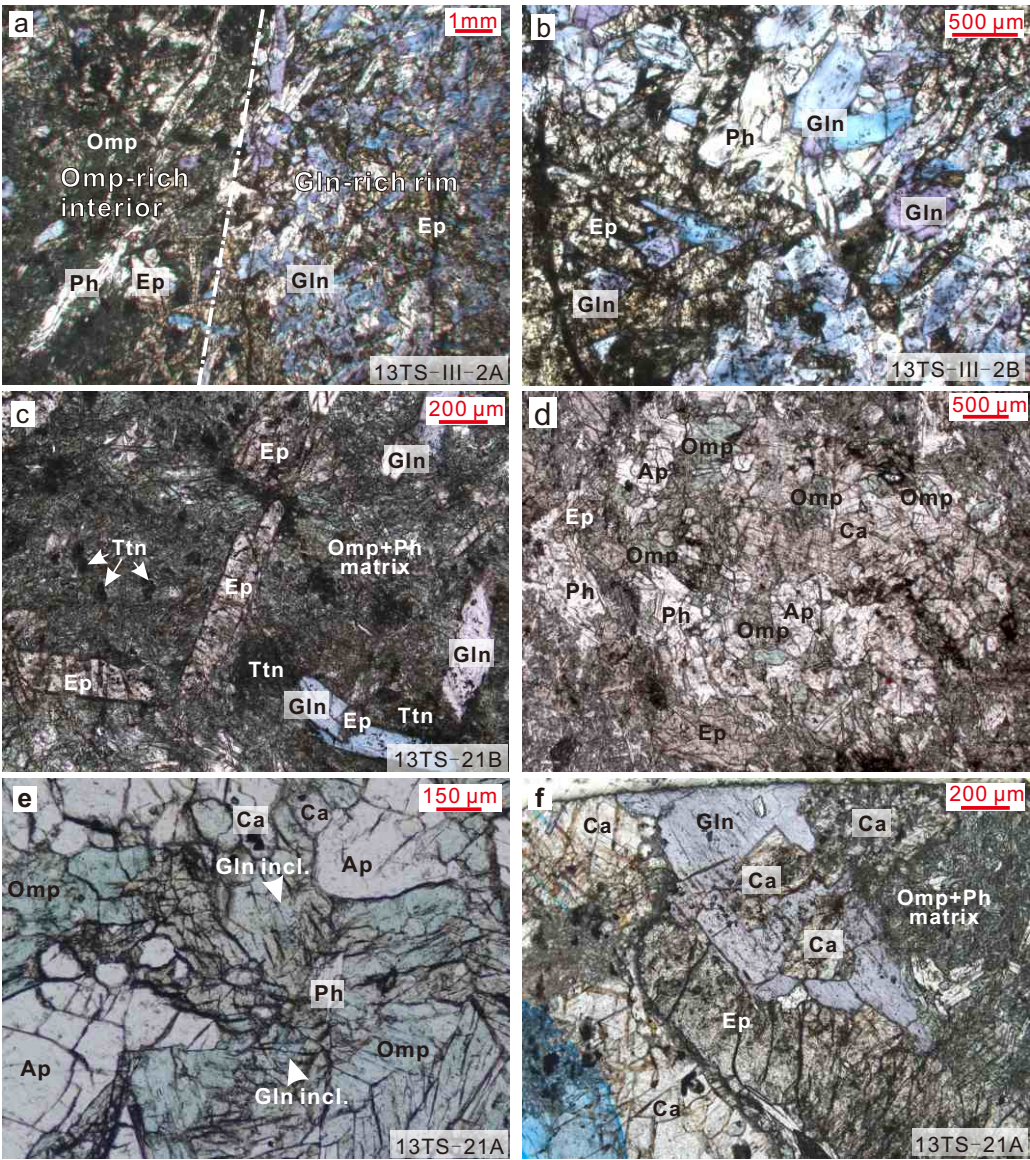 a
1mm
Omp
Omp-rich
interior
Gln-rich rim
Ep
Ph
Ep
Gln
13TS-III-2A
b
500 μm
Ph
Gln
Gln
Ep
Gln
13TS-III-2B
c
200 μm
Ep
Gln
Ttn
Omp+Ph
matrix
Ep
Gln
Ep
Ttn
Gln
Ep
Ttn
13TS-21B
d
500 μm
Omp
Ap
Omp
Omp
Ep
Ca
Omp
Ph
Ph
Ap
Omp
Ep
e
150 μm
Ca
Ca
Ap
Gln incl.
Omp
Ph
Ap
Omp
Gln incl.
13TS-21A
f
200 μm
Ca
Gln
Ca
Ca
Omp+Ph
matrix
Ca
Ep
Ca
13TS-21A